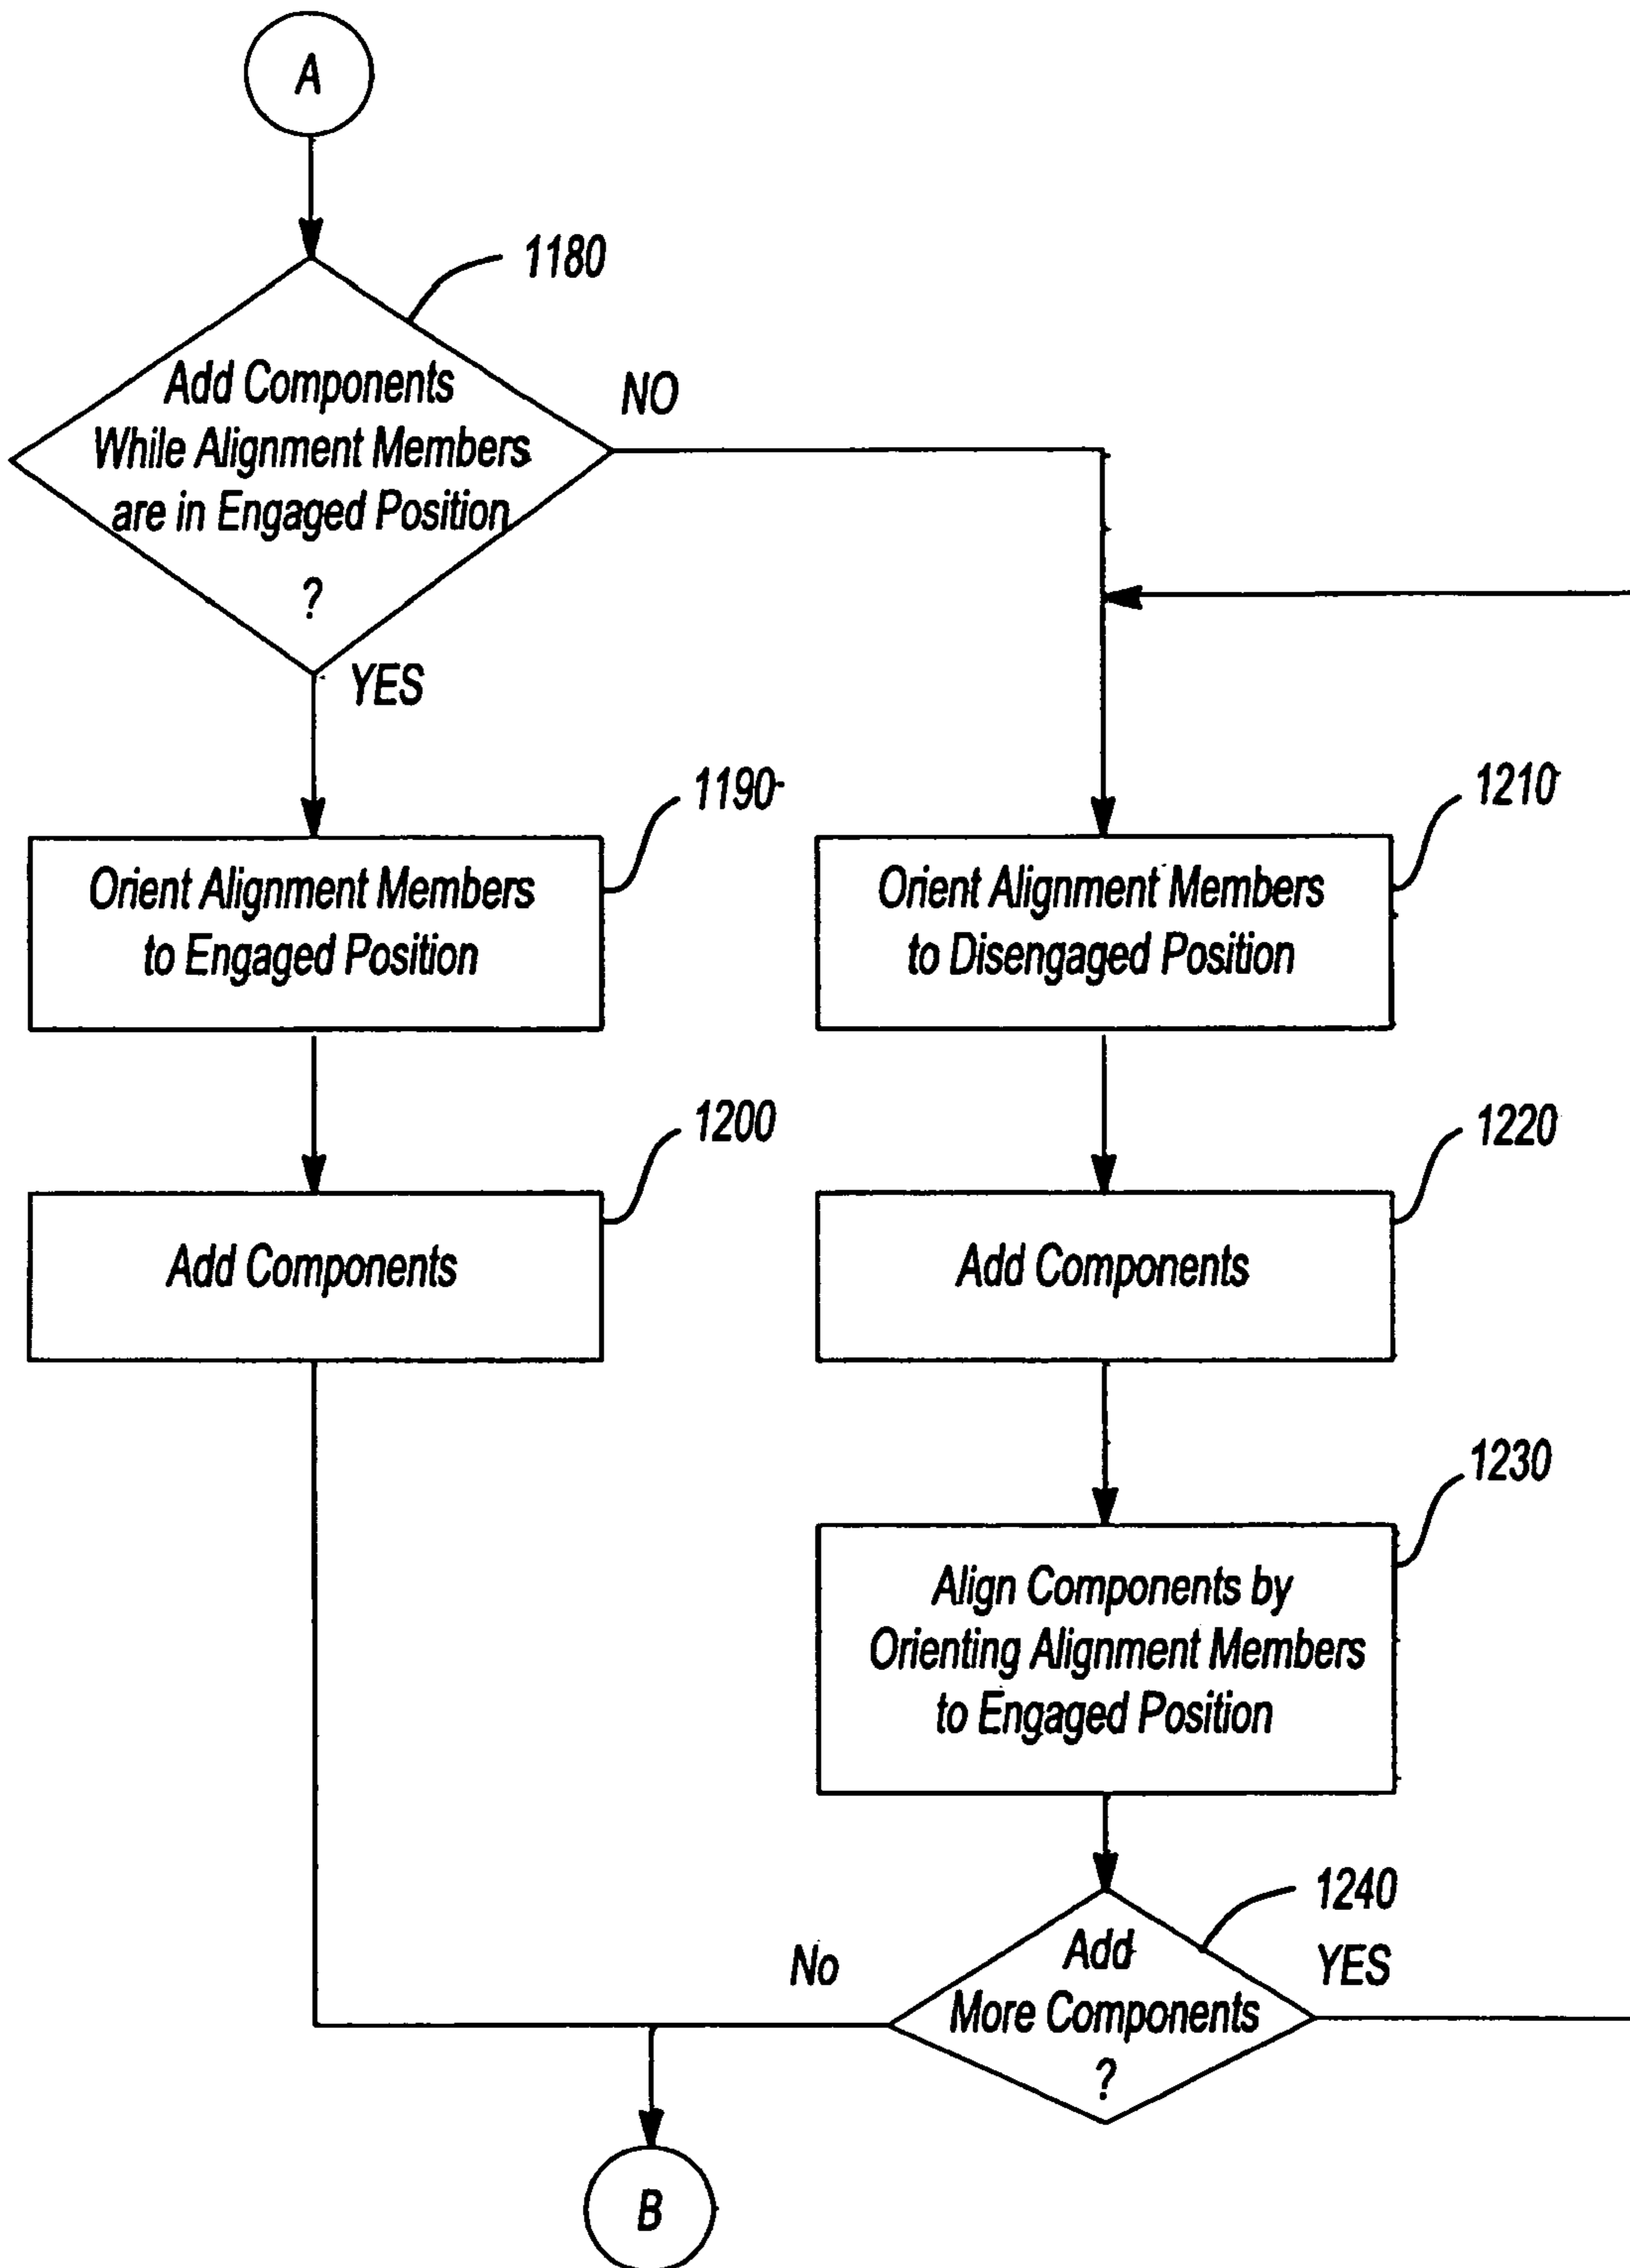 A
1180
Add Components
While Alignment Members
are in Engaged Position
?
NO
YES
1190
Orient Alignment Members
to Engaged Position
1210
Orient Alignment Members
to Disengaged Position
1200
Add Components
1220
Add Components
1230
Align Components by
Orienting Alignment Members
to Engaged Position
1240
Add
More Components
?
No
YES
B